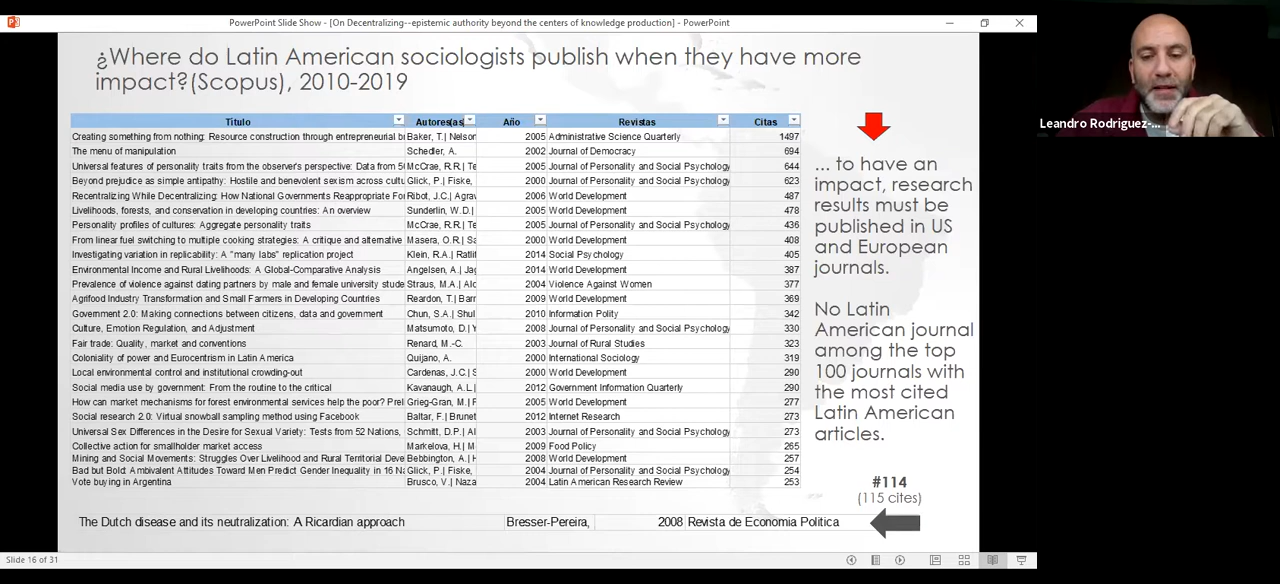 PowerPoint Slide Show - [On Decentralizing--epistemic authority beyond the centers of knowledge production] - PowerPoint
¿Where do Latin American sociologists publish when they have more
impact?(Scopus), 2010-2019
Titulo Autores(as Año Revistas Citas
Creating something from nothing: Resource construction through entrepreneurial br Baker, T.| Nelson 2005 Administrative Science Quarterly 1497
The menu of manipulation Schedler, A. 2002 Journal of Democracy 694
Universal features of personality traits from the observer's perspective: Data from 50 McCrae, R.R.| Te 2005 Journal of Personality and Social Psychology 644
Beyond prejudice as simple antipathy: Hostile and benevolent sexism across cultu Glick, P.| Fiske, 2000 Journal of Personality and Social Psychology 623
Recentralizing While Decentralizing: How National Governments Reappropriate For Ribot, J.C.| Agrav 2006 World Development 487
Livelihoods, forests, and conservation in developing countries: An overview Sunderlin, W.D.| 2005 World Development 478
Personality profiles of cultures: Aggregate personality traits McCrae, R.R.| Te 2005 Journal of Personality and Social Psychology 436
From linear fuel switching to multiple cooking strategies: A critique and alternative Masera, O.R.| Sa 2000 World Development 408
Investigating variation in replicability: A "many labs" replication project Klein, R.A.| Ratli 2014 Social Psychology 405
Environmental Income and Rural Livelihoods: A Global-Comparative Analysis Angelsen, A.| Jag 2014 World Development 387
Prevalence of violence against dating partners by male and female university stude Straus, M.A.| Alc 2004 Violence Against Women 377
Agrifood Industry Transformation and Small Farmers in Developing Countries Reardon, T.| Barr 2009 World Development 369
Government 2.0: Making connections between citizens, data and government Chun, S.A.| Shul 2010 Information Polity 342
Culture, Emotion Regulation, and Adjustment Matsumoto, D.| Y 2008 Journal of Personality and Social Psychology 330
Fair trade: Quality, market and conventions Renard, M.-C. 2003 Journal of Rural Studies 323
Coloniality of power and Eurocentrism in Latin America Quijano, A. 2000 International Sociology 319
Local environmental control and institutional crowding-out Cardenas, J.C.| S 2000 World Development 290
Social media use by government: From the routine to the critical Kavanaugh, A.L.| 2012 Government Information Quarterly 290
How can market mechanisms for forest environmental services help the poor? Prel Grieg-Gran, M.| F 2005 World Development 277
Social research 2.0: Virtual snowball sampling method using Facebook Baltar, F.| Brunet 2012 Internet Research 273
Universal Sex Differences in the Desire for Sexual Variety: Tests from 52 Nations, Schmitt, D.P.| Al 2003 Journal of Personality and Social Psychology 273
Collective action for smallholder market access Markelova, H.| M 2009 Food Policy 265
Mining and Social Movements: Struggles Over Livelihood and Rural Territorial Deve Bebbington, A.| H 2008 World Development 257
Bad but Bold: Ambivalent Attitudes Toward Men Predict Gender Inequality in 16 Na Glick, P.| Fiske, 2004 Journal of Personality and Social Psychology 254
Vote buying in Argentina Brusco, V.| Naza 2004 Latin American Research Review 253
... to have an
impact, research
results must be
published in US
and European
journals.
No Latin
American journal
among the top
100 journals with
the most cited
Latin American
articles.
#114
(115 cites)
The Dutch disease and its neutralization: A Ricardian approach Bresser-Pereira, 2008 Revista de Economia Politica
Slide 16 of 31
Leandro Rodriguez-...